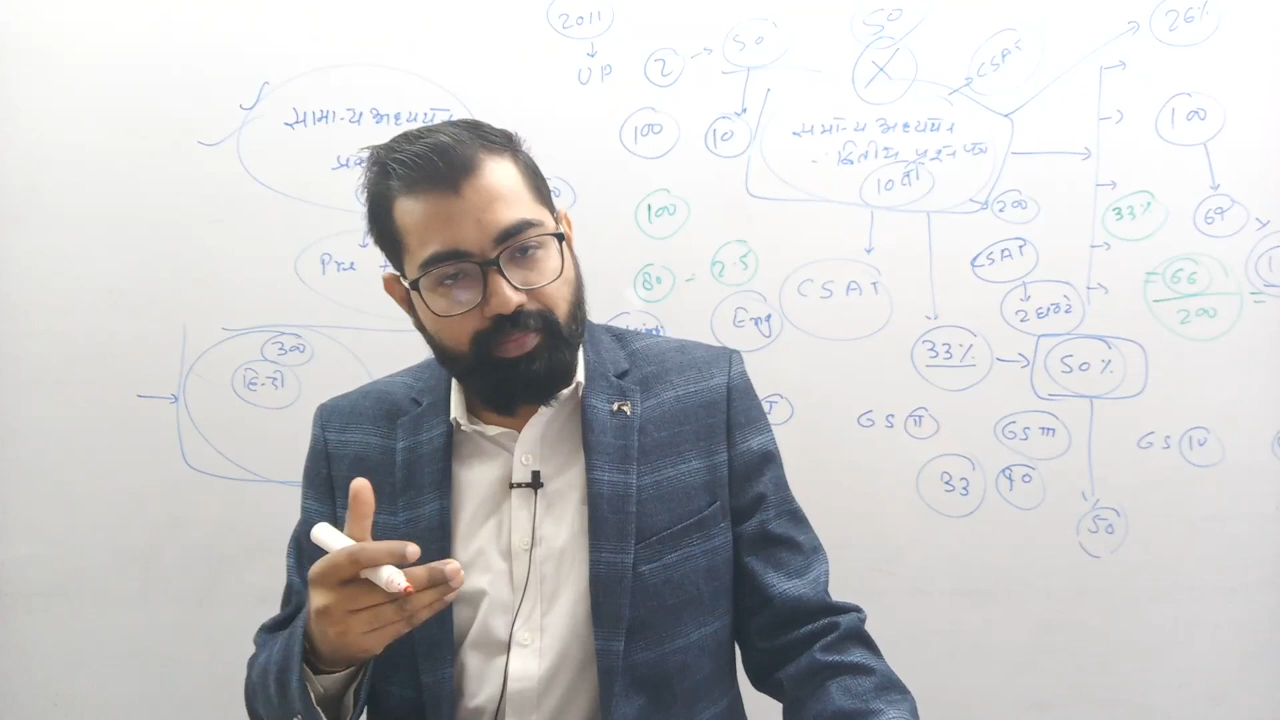 2011
UP
2
50
50
X
CSAT
26%
सामान्य अध्ययन
100
10
सामान्य अध्ययन
द्वितीय प्रश्न पत्र
10वीं
100
100
200
33%
69
Pre
80 = 2.5
CSAT
CSAT
2 घंटे
= 66
200 =
Eng
300
हिन्दी
33%
50%
GS II
GS III
GS IV
33
90
50